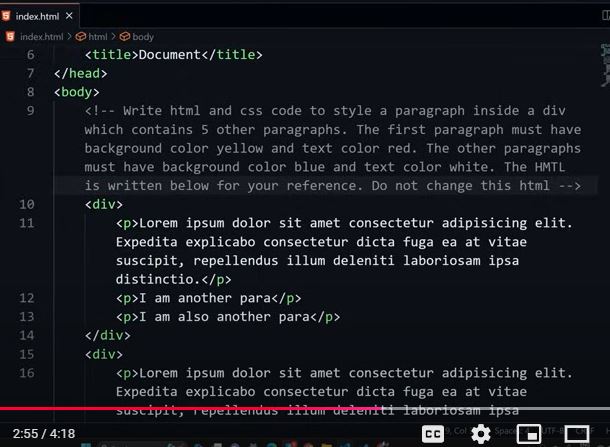 index.html ×
index.html > html > body
6 <title>Document</title>
7 </head>
8 <body>
9 <!-- Write html and css code to style a paragraph inside a div
which contains 5 other paragraphs. The first paragraph must have
background color yellow and text color red. The other paragraphs
must have background color blue and text color white. The HMTL
is written below for your reference. Do not change this html -->
10 <div>
11 <p>Lorem ipsum dolor sit amet consectetur adipisicing elit.
Expedita explicabo consectetur dicta fuga ea at vitae
suscipit, repellendus illum deleniti laboriosam ipsa
distinctio.</p>
12 <p>I am another para</p>
13 <p>I am also another para</p>
14 </div>
15 <div>
16 <p>Lorem ipsum dolor sit amet consectetur adipisicing elit.
Expedita explicabo consectetur dicta fuga ea at vitae
suscipit, repellendus illum deleniti laboriosam ipsa
2:55 / 4:18 CC